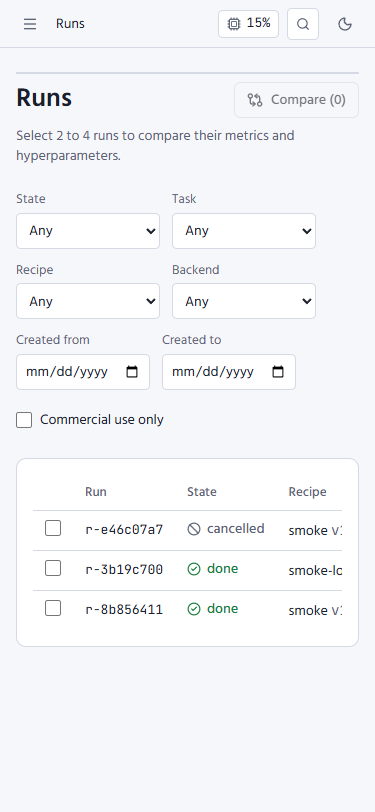 Runs 15%
Runs
Compare (0)
Select 2 to 4 runs to compare their metrics and
hyperparameters.
State Task
Any Any
Recipe Backend
Any Any
Created from Created to
mm/dd/yyyy mm/dd/yyyy
Commercial use only
Run State Recipe
r-e46c07a7 cancelled smoke
r-3b19c700 done
r-8b856411 done smoke